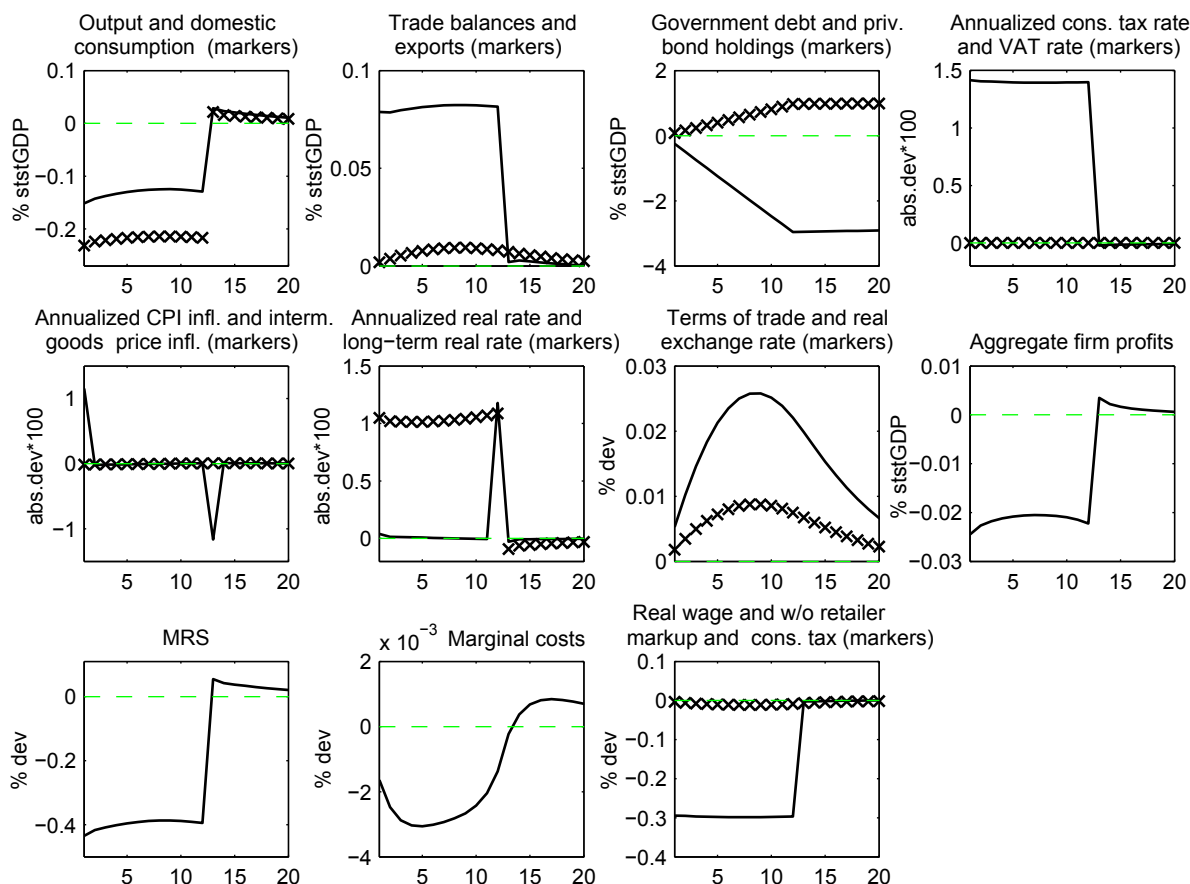 Output and domestic
consumption (markers)
0.1
0
−0.1
−0.2
% ststGDP
5 10 15 20
Trade balances and
exports (markers)
0.1
0.05
0
% ststGDP
5 10 15 20
Government debt and priv.
bond holdings (markers)
2
0
−2
−4
% ststGDP
5 10 15 20
Annualized cons. tax rate
and VAT rate (markers)
1.5
1
0.5
0
abs.dev*100
5 10 15 20
Annualized CPI infl. and interm.
goods price infl. (markers)
1
0
−1
abs.dev*100
5 10 15 20
Annualized real rate and
long−term real rate (markers)
1.5
1
0.5
0
abs.dev*100
5 10 15 20
Terms of trade and real
exchange rate (markers)
0.03
0.02
0.01
0
% dev
5 10 15 20
Aggregate firm profits
0.01
0
−0.01
−0.02
−0.03
% ststGDP
5 10 15 20
MRS
0
−0.2
−0.4
% dev
5 10 15 20
x 10−3 Marginal costs
2
0
−2
−4
% dev
5 10 15 20
Real wage and w/o retailer
markup and cons. tax (markers)
0.1
0
−0.1
−0.2
−0.3
−0.4
% dev
5 10 15 20